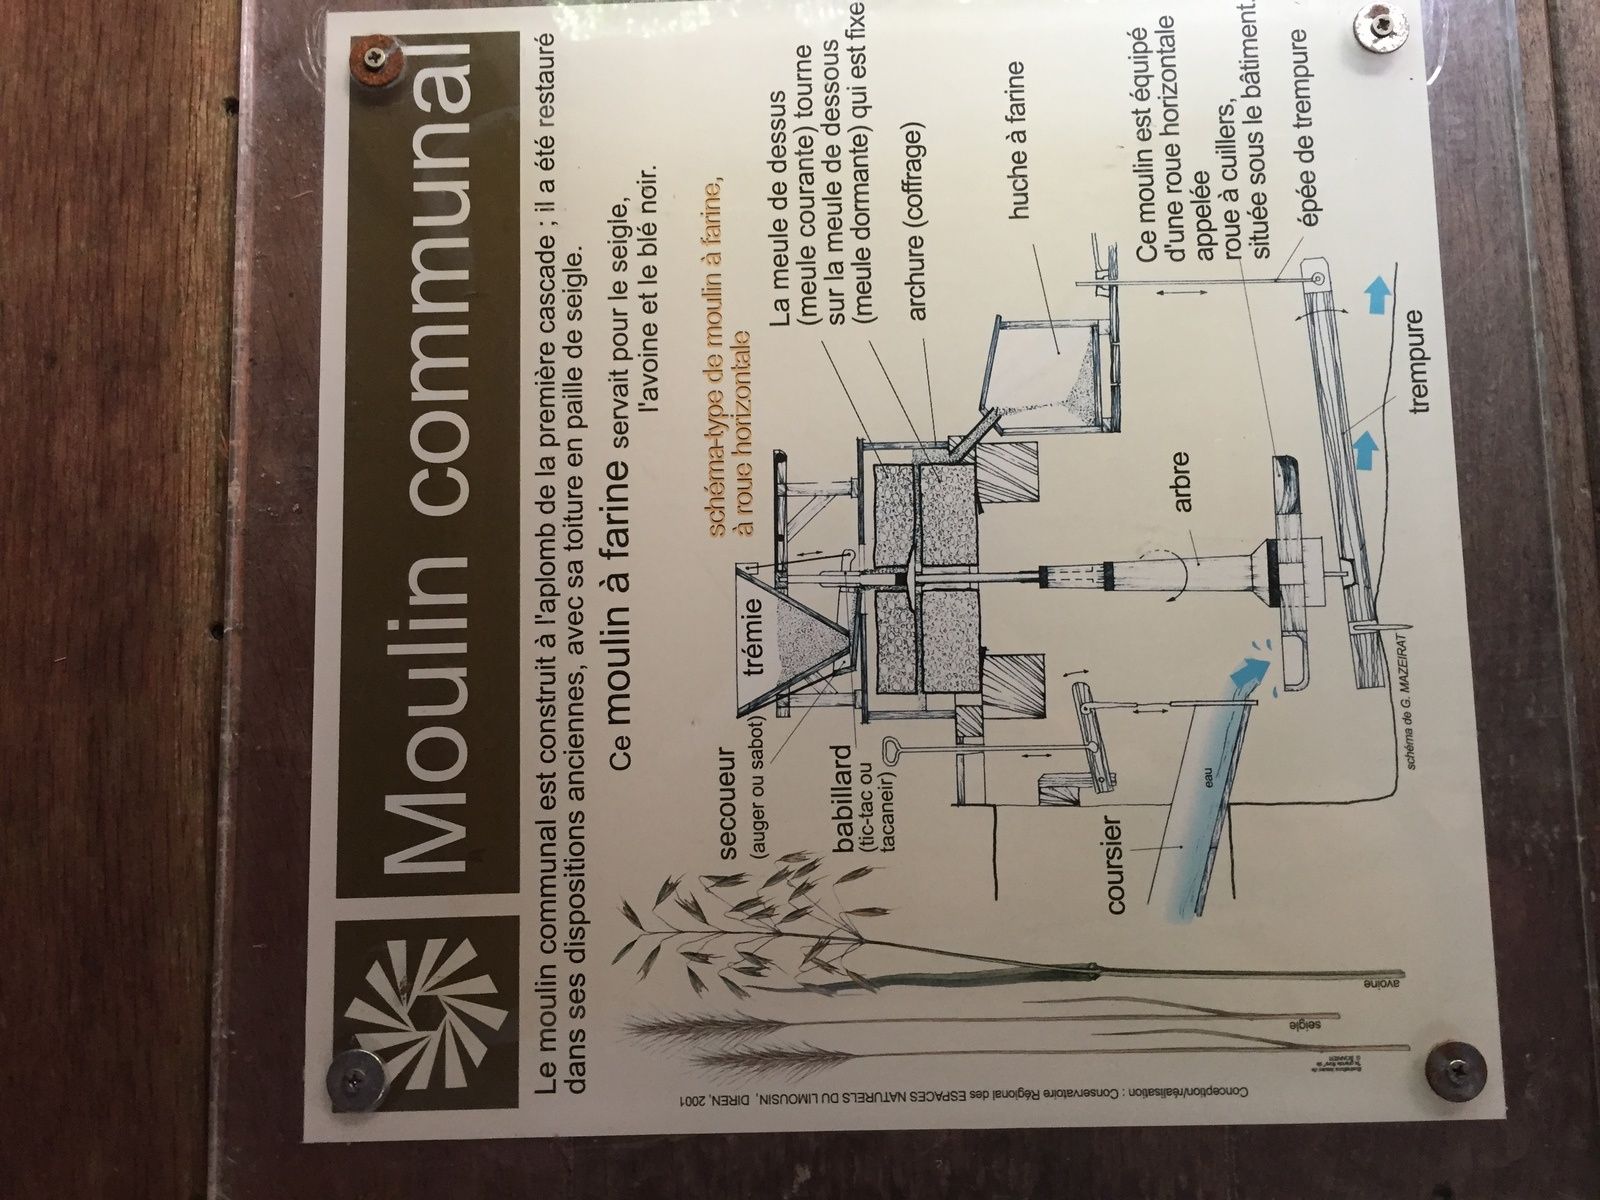 Moulin communal
Le moulin communal est construit à l'aplomb de la première cascade ; il a été restauré
dans ses dispositions anciennes, avec sa toiture en paille de seigle.
Ce moulin à farine servait pour le seigle,
l'avoine et le blé noir.
schéma-type de moulin à farine,
à roue horizontale
trémie
secoueur
(auger ou sabot)
babillard
(tic-tac ou
tacaneir)
La meule de dessus
(meule courante) tourne
sur la meule de dessous
(meule dormante) qui est fixe
archure (coffrage)
huche à farine
Ce moulin est équipé
d'une roue horizontale
appelée
roue à cuillers,
située sous le bâtiment.
épée de trempure
arbre
coursier
eau
trempure
schéma de G. MAZEIRAT
avoine
seigle
Conception/réalisation : Conservatoire Régional des ESPACES NATURELS DU LIMOUSIN, DIREN, 2001